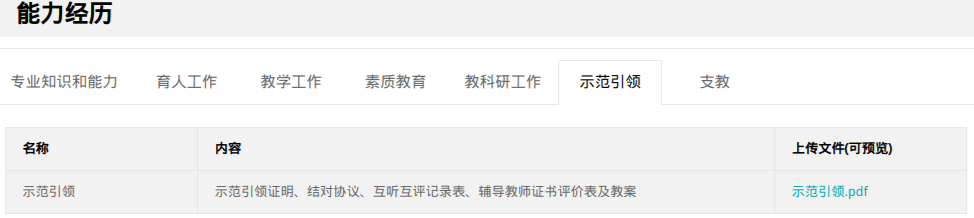 能力经历
专业知识和能力 育人工作 教学工作 素质教育 教科研工作 示范引领 支教
名称 内容 上传文件(可预览)
示范引领 示范引领证明、结对协议、互听互评记录表、辅导教师证书评价表及教案 示范引领.pdf